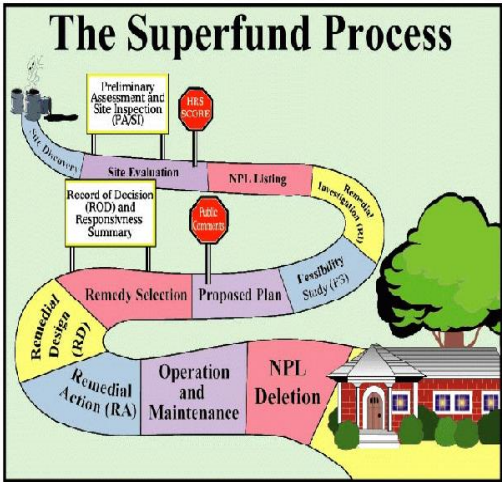 The Superfund Process
Preliminary
Assessment and
Site Inspection
(PA/SI)
HRS
SCORE
Site Discovery
Site Evaluation
NPL Listing
Remedial
Investigation (RI)
Record of Decision
(ROD) and
Responsivness
Summary
Public
Comments
Feasibility
Study (FS)
Proposed Plan
Remedy Selection
Remedial
Design
(RD)
Remedial
Action (RA)
Operation
and
Maintenance
NPL
Deletion